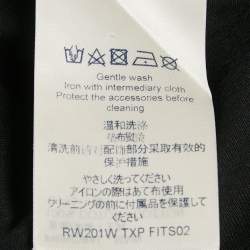 Gentle wash
Iron with intermediary cloth
Protect the accessories before
cleaning
温和洗涤
垫布熨烫
清洗前请对配饰部分采取有效的
保护措施
やさしく洗ってください
アイロンの際はあて布使用
クリーニングの前に付属品を保護して
ください
RW201W TXP FITS02